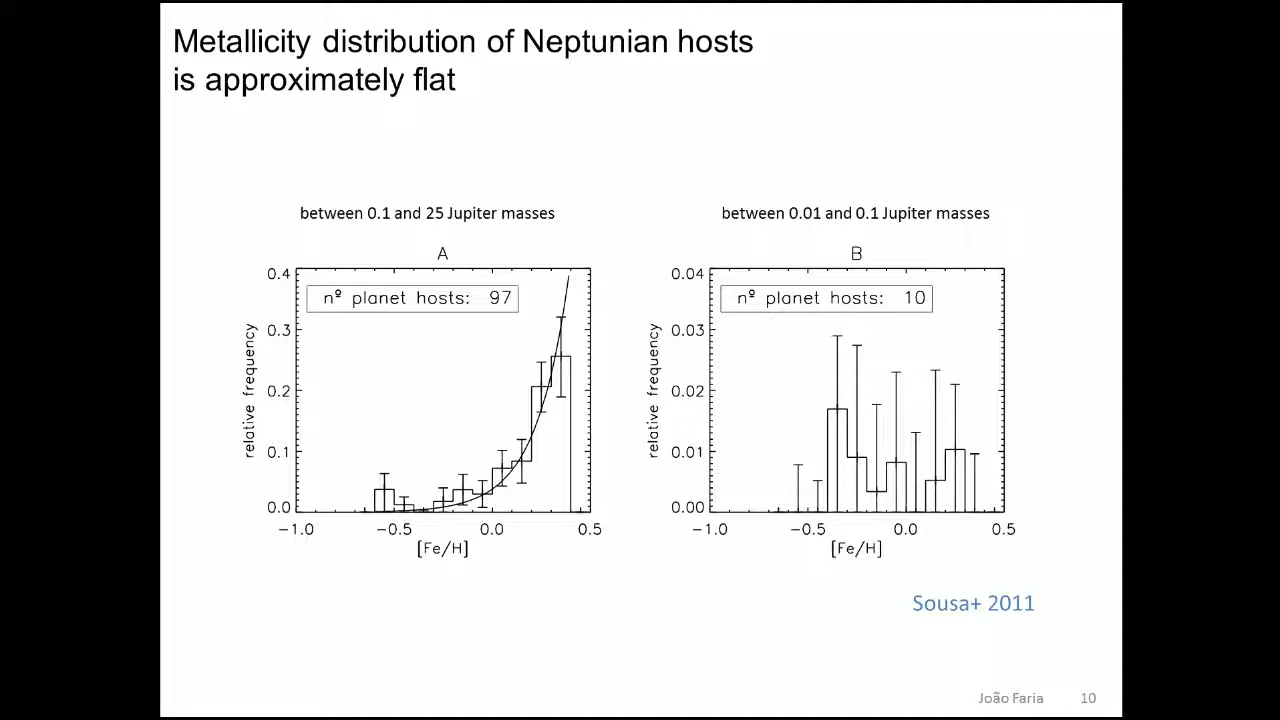 Metallicity distribution of Neptunian hosts
is approximately flat
between 0.1 and 25 Jupiter masses
A
nº planet hosts: 97
relative frequency
0.4
0.3
0.2
0.1
0.0
−1.0 −0.5 0.0 0.5
[Fe/H]
between 0.01 and 0.1 Jupiter masses
B
nº planet hosts: 10
relative frequency
0.04
0.03
0.02
0.01
0.00
−1.0 −0.5 0.0 0.5
[Fe/H]
Sousa+ 2011
João Faria 10